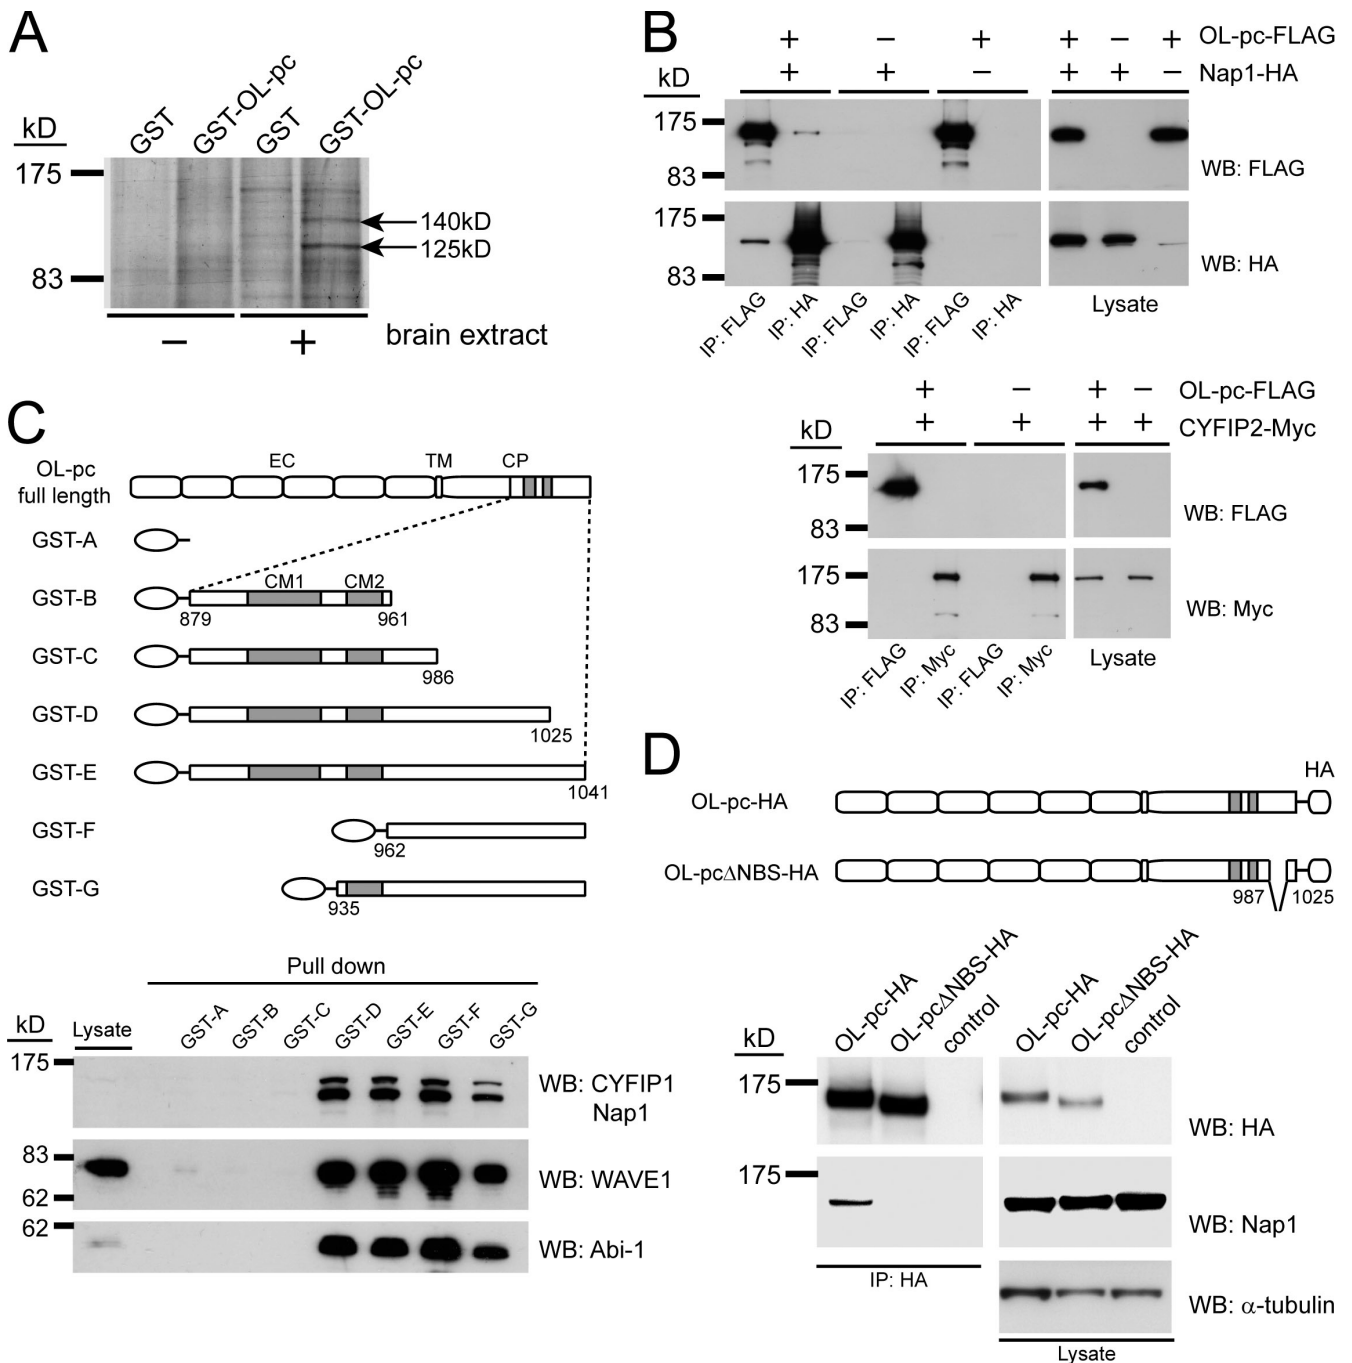 A
kD
GST
GST-OL-pc
GST
GST-OL-pc
175
83
140kD
125kD
− + brain extract
B
+ − + + − + OL-pc-FLAG
kD + + − + + − Nap1-HA
175
83
WB: FLAG
175
83
WB: HA
IP: FLAG
IP: HA
IP: FLAG
IP: HA
IP: FLAG
IP: HA
Lysate
+ − + − OL-pc-FLAG
kD + + + + CYFIP2-Myc
175
83
WB: FLAG
175
83
WB: Myc
IP: FLAG
IP: Myc
IP: FLAG
IP: Myc
Lysate
C
EC TM CP
OL-pc
full length
GST-A
GST-B
CM1 CM2
879 961
GST-C
986
GST-D
1025
GST-E
1041
GST-F
962
GST-G
935
Pull down
kD
Lysate
GST-A
GST-B
GST-C
GST-D
GST-E
GST-F
GST-G
175
WB: CYFIP1
Nap1
83
62
WB: WAVE1
62
WB: Abi-1
D
HA
OL-pc-HA
OL-pcΔNBS-HA
987 1025
kD
OL-pc-HA
OL-pcΔNBS-HA
control
OL-pc-HA
OL-pcΔNBS-HA
control
175
WB: HA
175
WB: Nap1
IP: HA
WB: α-tubulin
Lysate